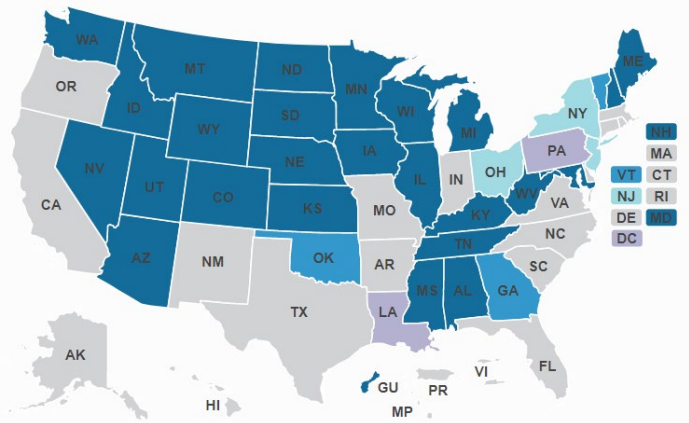 WA
MT
ND
MN
ME
OR
ID
SD
WI
NY
WY
MI
NH
NE
IA
PA
MA
NV
VT
CT
UT
CO
IL
IN
OH
NJ
RI
CA
KS
MO
WV
VA
DE
MD
KY
DC
AZ
NM
OK
AR
TN
NC
SC
MS
AL
GA
TX
LA
AK
FL
HI
GU
PR
VI
MP